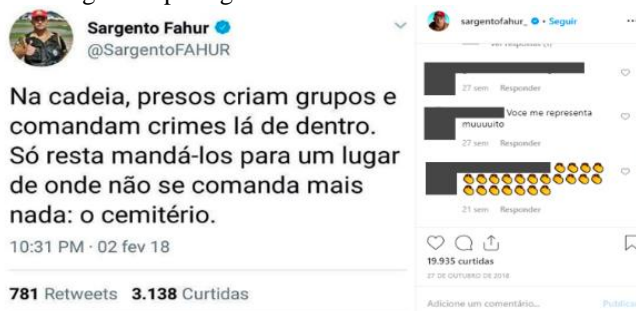 Sargento Fahur
@SargentoFAHUR
Na cadeia, presos criam grupos e
comandam crimes lá de dentro.
Só resta mandá-los para um lugar
de onde não se comanda mais
nada: o cemitério.
10:31 PM · 02 fev 18
781 Retweets 3.138 Curtidas
sargentofahur_ • Seguir
27 sem Responder
Voce me representa
muuuuito
27 sem Responder
👏👏👏👏
👏👏👏👏👏👏👏👏👏👏👏
👏👏👏👏👏👏👏
21 sem Responder
19.935 curtidas
27 DE OUTUBRO DE 2018
Adicione um comentário...
Publicar